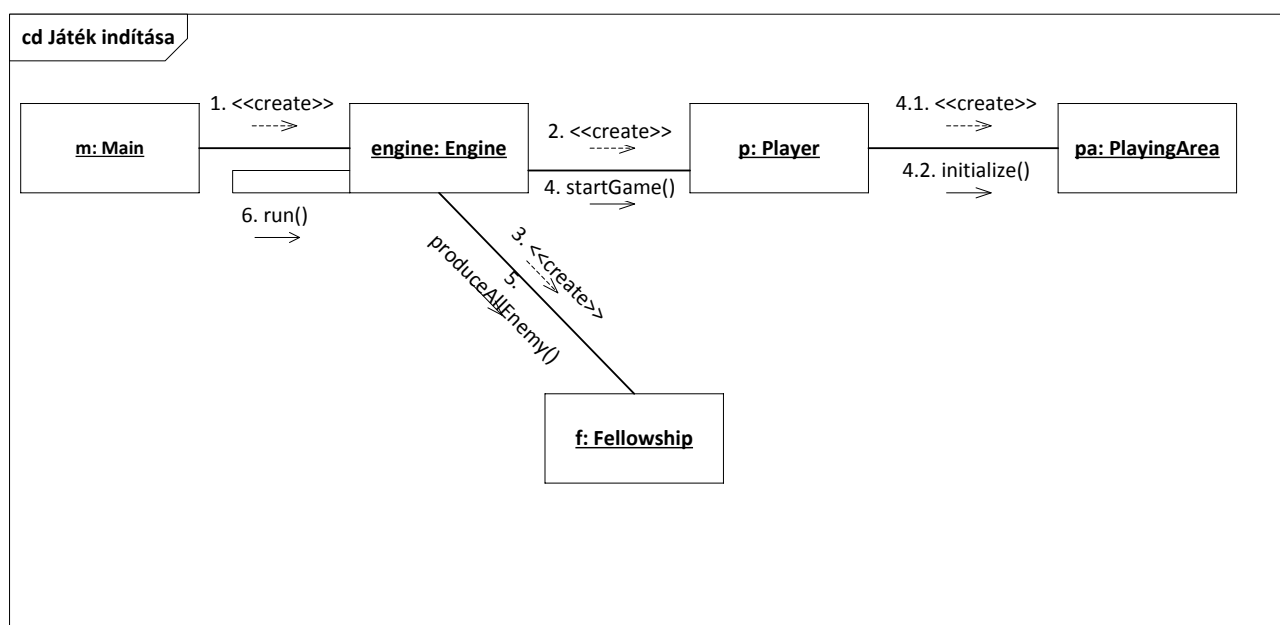 cd Játék indítása
1. <<create>>
m: Main
engine: Engine
2. <<create>>
4. startGame()
p: Player
4.1. <<create>>
4.2. initialize()
pa: PlayingArea
6. run()
3. <<create>>
5.
produceAllEnemy()
f: Fellowship